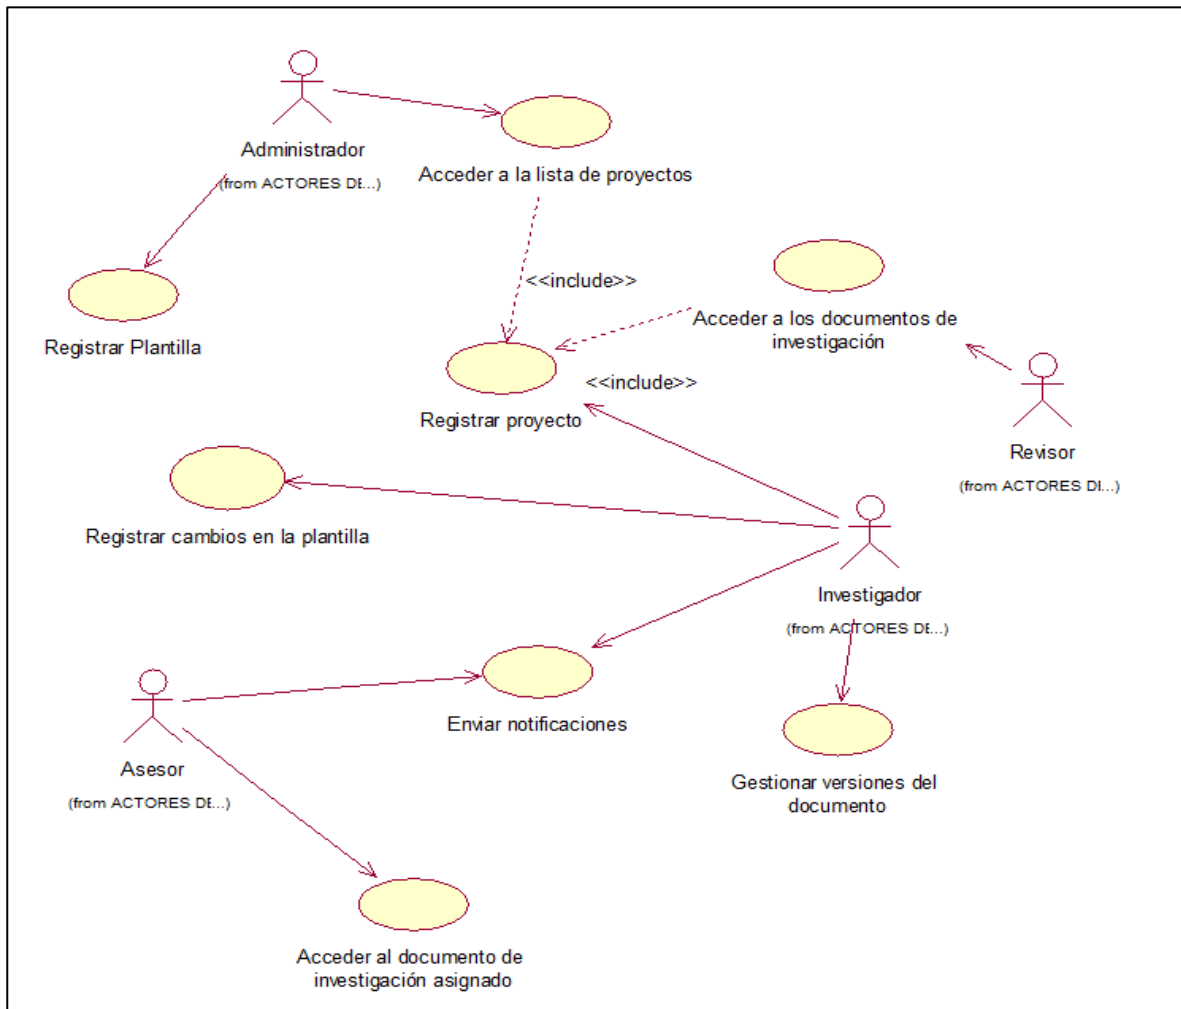 Administrador
(from ACTORES DE...)
Acceder a la lista de proyectos
Registrar Plantilla
<<include>>
Acceder a los documentos de
investigación
<<include>>
Registrar proyecto
Revisor
(from ACTORES DI...)
Registrar cambios en la plantilla
Investigador
(from ACTORES DE...)
Enviar notificaciones
Asesor
(from ACTORES DE...)
Gestionar versiones del
documento
Acceder al documento de
investigación asignado